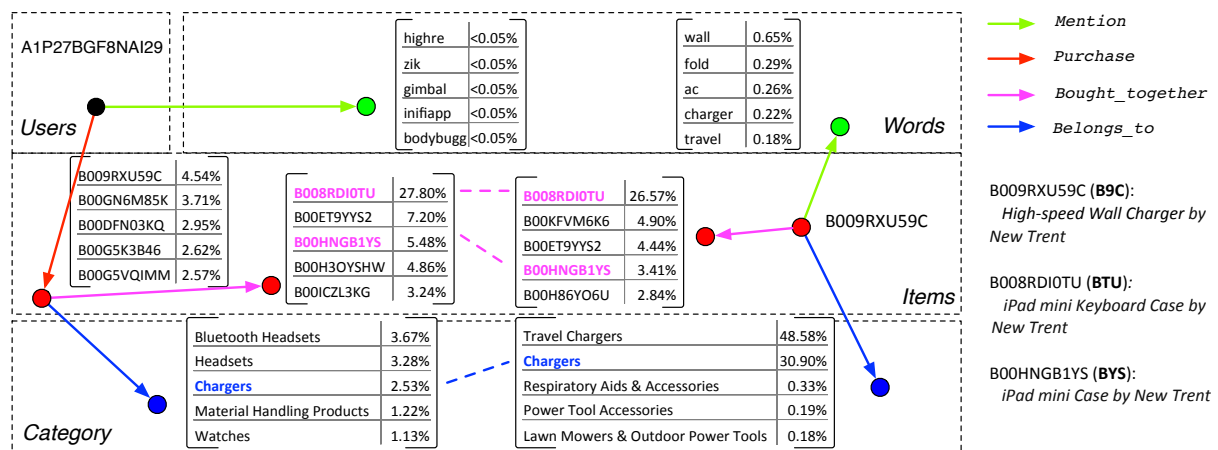 A1P27BGF8NAI29
Users
highre <0.05%
zik <0.05%
gimbal <0.05%
inifiapp <0.05%
bodybugg <0.05%
wall 0.65%
fold 0.29%
ac 0.26%
charger 0.22%
travel 0.18%
Words
B009RXU59C 4.54%
B00GN6M85K 3.71%
B00DFN03KQ 2.95%
B00G5K3B46 2.62%
B00G5VQIMM 2.57%
B008RDI0TU 27.80%
B00ET9YYS2 7.20%
B00HNGB1YS 5.48%
B00H3OYSHW 4.86%
B00ICZL3KG 3.24%
B008RDI0TU 26.57%
B00KFVM6K6 4.90%
B00ET9YYS2 4.44%
B00HNGB1YS 3.41%
B00H86YO6U 2.84%
B009RXU59C
Items
Bluetooth Headsets 3.67%
Headsets 3.28%
Chargers 2.53%
Material Handling Products 1.22%
Watches 1.13%
Travel Chargers 48.58%
Chargers 30.90%
Respiratory Aids & Accessories 0.33%
Power Tool Accessories 0.19%
Lawn Mowers & Outdoor Power Tools 0.18%
Category
Mention
Purchase
Bought_together
Belongs_to
B009RXU59C (B9C):
High-speed Wall Charger by
New Trent
B008RDI0TU (BTU):
iPad mini Keyboard Case by
New Trent
B00HNGB1YS (BYS):
iPad mini Case by New Trent